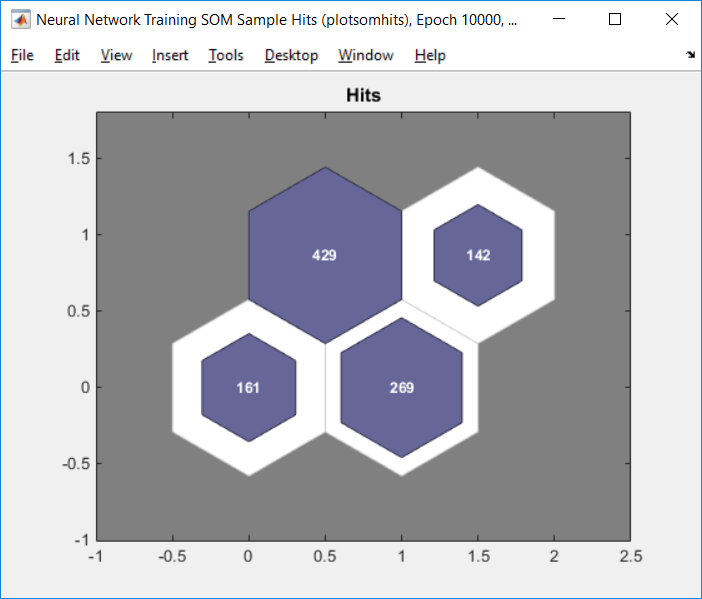 Neural Network Training SOM Sample Hits (plotsomhits), Epoch 10000, ...
File Edit View Insert Tools Desktop Window Help
Hits
1.5
1
0.5
0
-0.5
-1
429
142
161
269
-1 -0.5 0 0.5 1 1.5 2 2.5